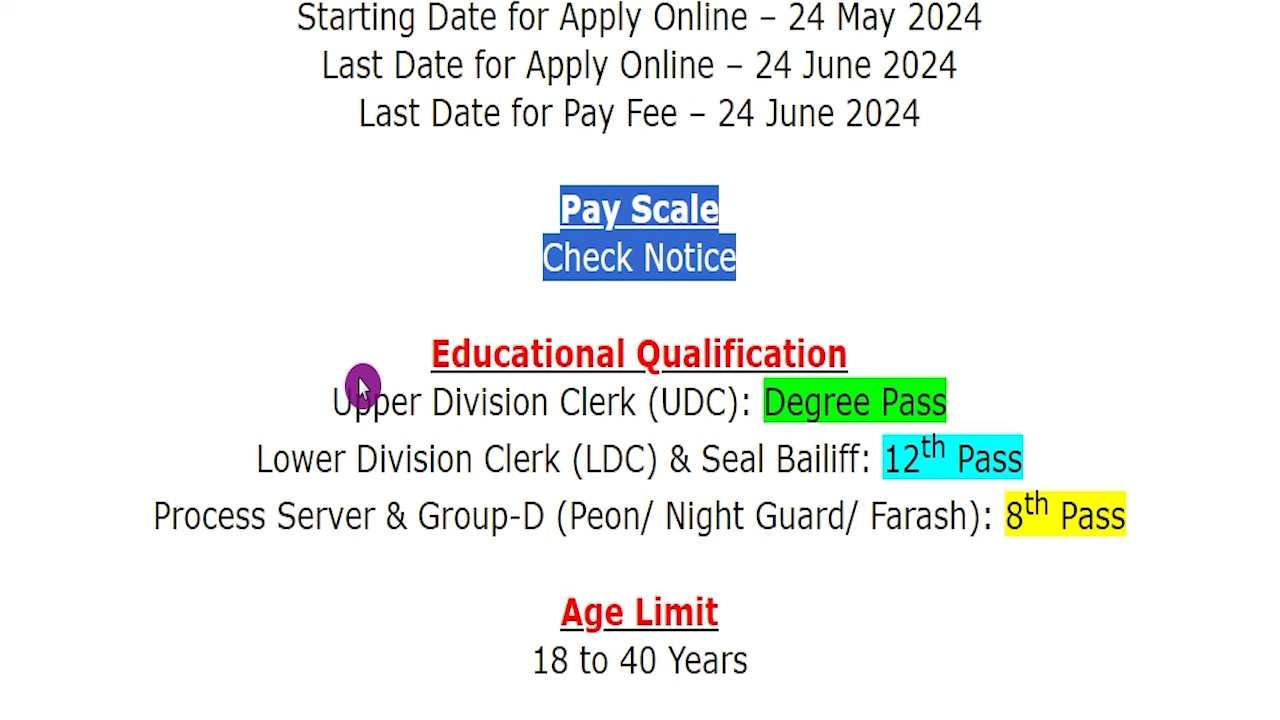 Starting Date for Apply Online – 24 May 2024
Last Date for Apply Online – 24 June 2024
Last Date for Pay Fee – 24 June 2024
Pay Scale
Check Notice
Educational Qualification
Upper Division Clerk (UDC): Degree Pass
Lower Division Clerk (LDC) & Seal Bailiff: 12th Pass
Process Server & Group-D (Peon/ Night Guard/ Farash): 8th Pass
Age Limit
18 to 40 Years